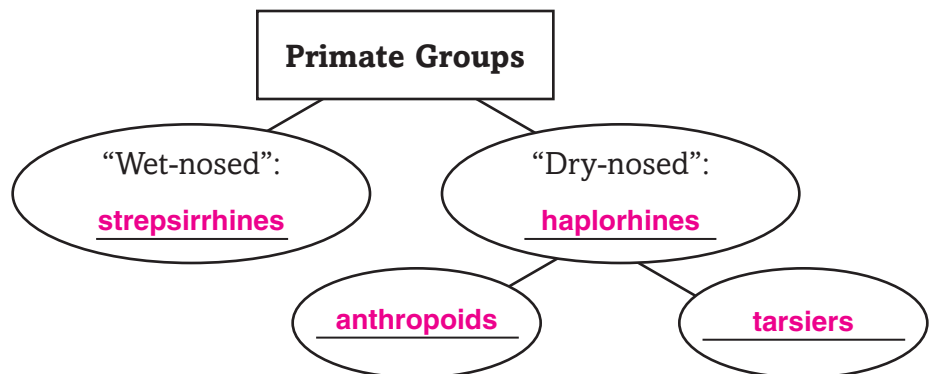 Primate Groups
“Wet-nosed”:
strepsirrhines
“Dry-nosed”:
haplorhines
anthropoids
tarsiers